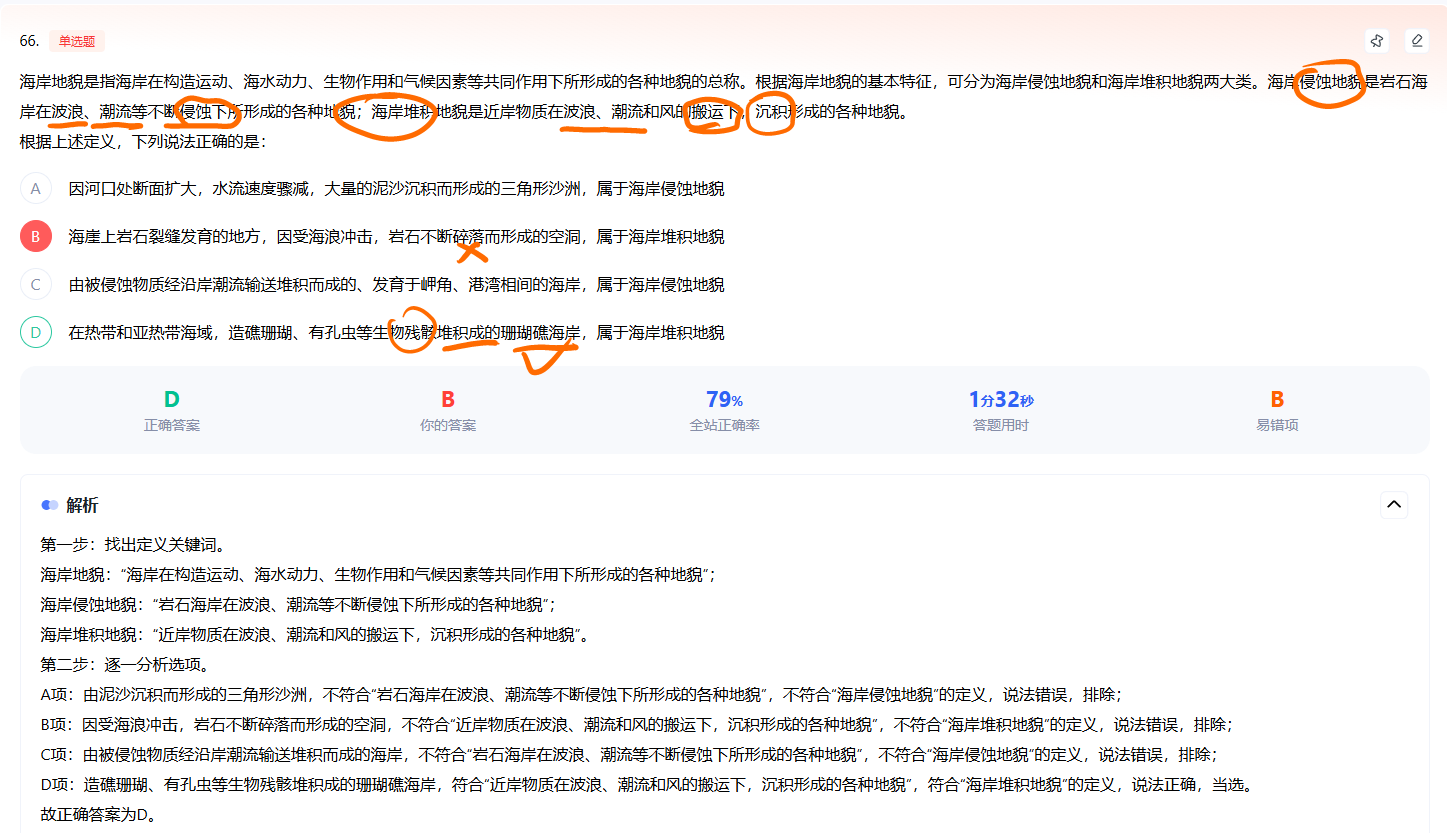 66. 单选题
海岸地貌是指海岸在构造运动、海水动力、生物作用和气候因素等共同作用下所形成的各种地貌的总称。根据海岸地貌的基本特征，可分为海岸侵蚀地貌和海岸堆积地貌两大类。海岸侵蚀地貌是岩石海
岸在波浪、潮流等不断侵蚀下所形成的各种地貌；海岸堆积地貌是近岸物质在波浪、潮流和风的搬运下，沉积形成的各种地貌。
根据上述定义，下列说法正确的是：
A 因河口处断面扩大，水流速度骤减，大量的泥沙沉积而形成的三角形沙洲，属于海岸侵蚀地貌
B 海崖上岩石裂缝发育的地方，因受海浪冲击，岩石不断碎落而形成的空洞，属于海岸堆积地貌
C 由被侵蚀物质经沿岸潮流输送堆积而成的、发育于岬角、港湾相间的海岸，属于海岸侵蚀地貌
D 在热带和亚热带海域，造礁珊瑚、有孔虫等生物残骸堆积成的珊瑚礁海岸，属于海岸堆积地貌
D B 79% 1分32秒 B
正确答案 你的答案 全站正确率 答题用时 易错项
解析
第一步：找出定义关键词。
海岸地貌：“海岸在构造运动、海水动力、生物作用和气候因素等共同作用下所形成的各种地貌”；
海岸侵蚀地貌：“岩石海岸在波浪、潮流等不断侵蚀下所形成的各种地貌”；
海岸堆积地貌：“近岸物质在波浪、潮流和风的搬运下，沉积形成的各种地貌”。
第二步：逐一分析选项。
A项：由泥沙沉积而形成的三角形沙洲，不符合“岩石海岸在波浪、潮流等不断侵蚀下所形成的各种地貌”，不符合“海岸侵蚀地貌”的定义，说法错误，排除；
B项：因受海浪冲击，岩石不断碎落而形成的空洞，不符合“近岸物质在波浪、潮流和风的搬运下，沉积形成的各种地貌”，不符合“海岸堆积地貌”的定义，说法错误，排除；
C项：由被侵蚀物质经沿岸潮流输送堆积而成的海岸，不符合“岩石海岸在波浪、潮流等不断侵蚀下所形成的各种地貌”，不符合“海岸侵蚀地貌”的定义，说法错误，排除；
D项：造礁珊瑚、有孔虫等生物残骸堆积成的珊瑚礁海岸，符合“近岸物质在波浪、潮流和风的搬运下，沉积形成的各种地貌”，符合“海岸堆积地貌”的定义，说法正确，当选。
故正确答案为D。